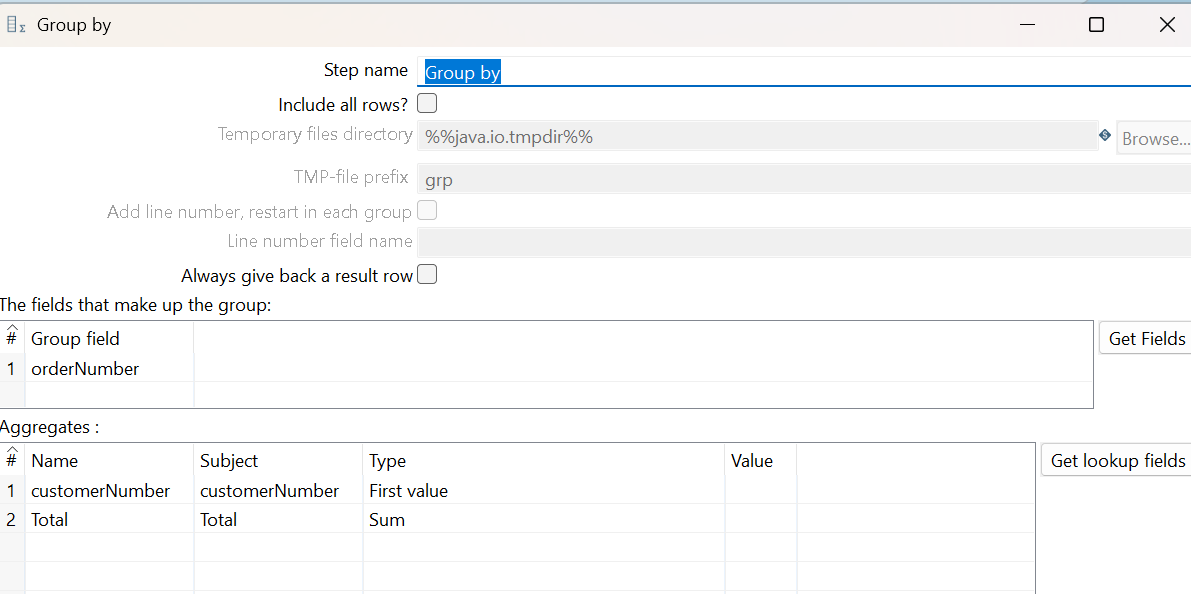 Group by
Step name Group by
Include all rows?
Temporary files directory %%java.io.tmpdir%% Browse...
TMP-file prefix grp
Add line number, restart in each group
Line number field name
Always give back a result row
The fields that make up the group:
# Group field
1 orderNumber
Get Fields
Aggregates :
# Name Subject Type Value
1 customerNumber customerNumber First value
2 Total Total Sum
Get lookup fields